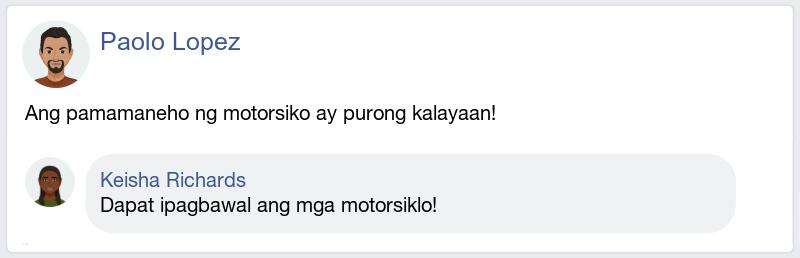 Paolo Lopez
Ang pamamaneho ng motorsiko ay purong kalayaan!
Keisha Richards
Dapat ipagbawal ang mga motorsiklo!